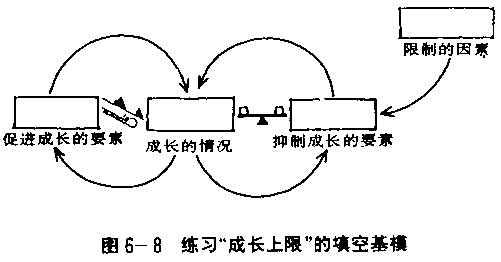 限制的因素
促进成长的要素
成长的情况
抑制成长的要素
图6-8 练习“成长上限”的填空基模